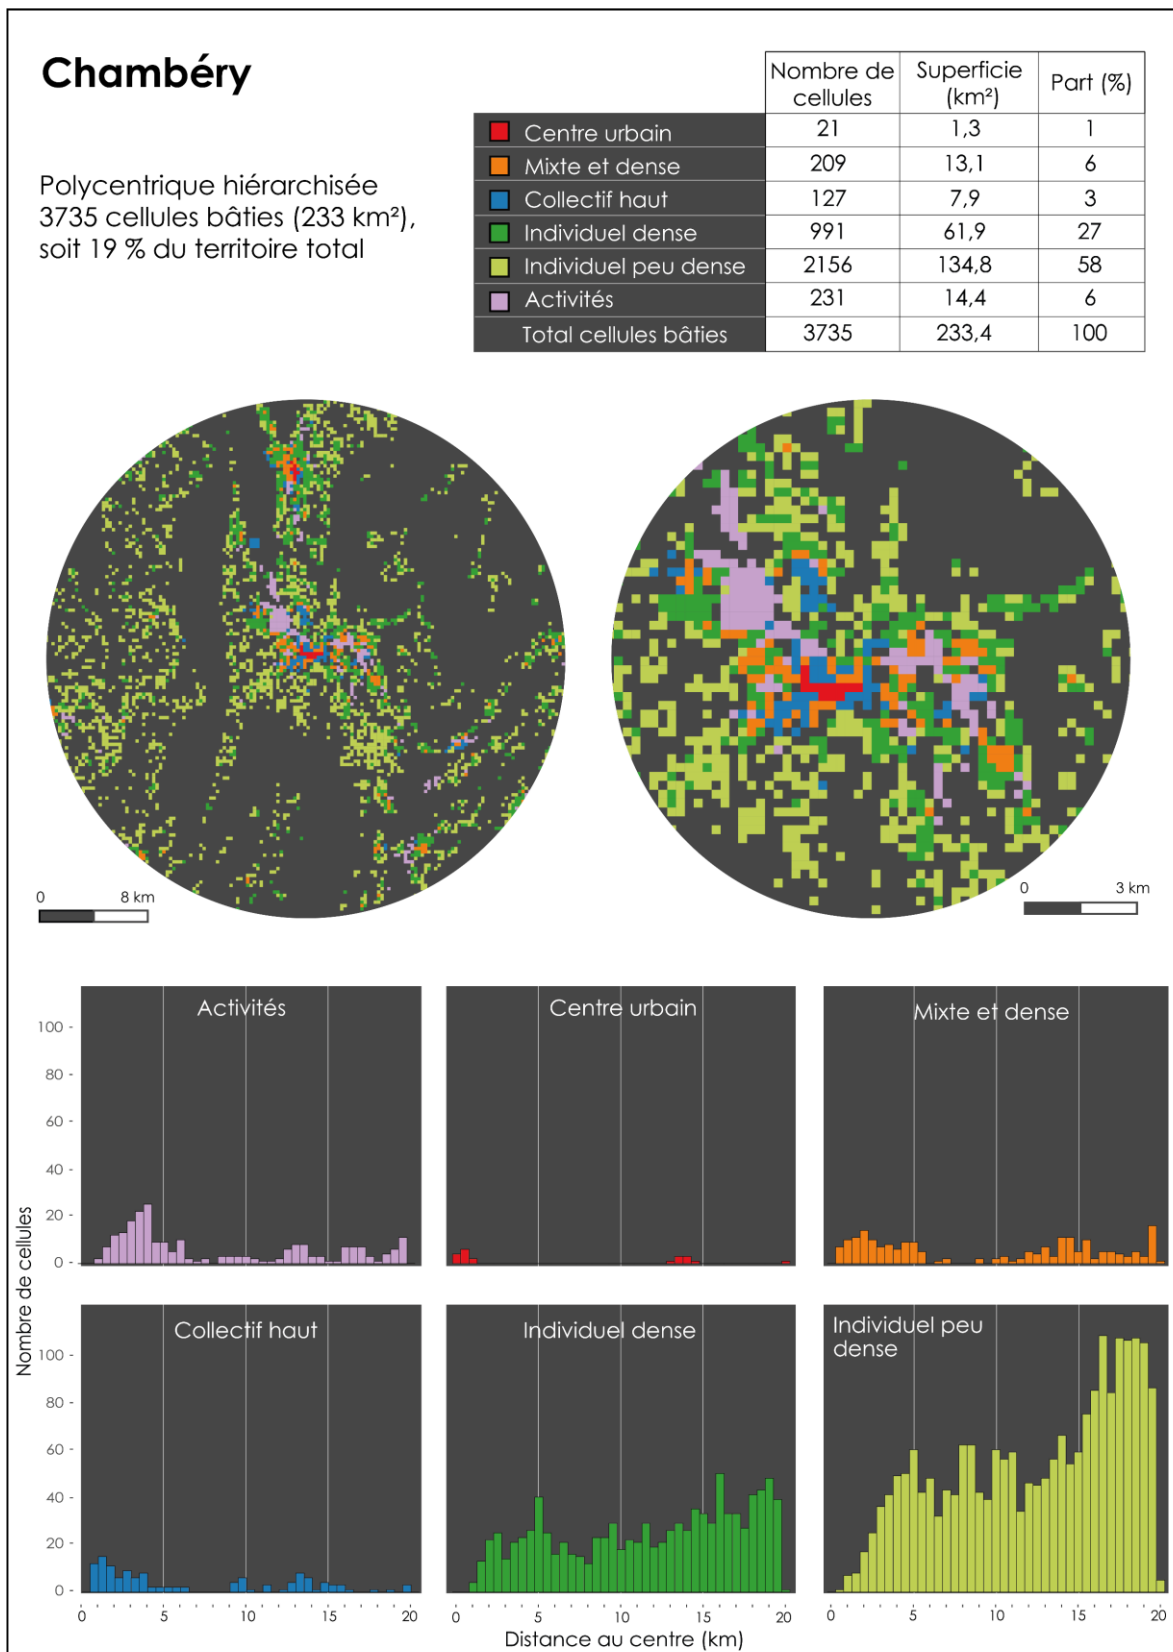 Chambéry
Polycentrique hiérarchisée
3735 cellules bâties (233 km²),
soit 19 % du territoire total
Nombre de cellules Superficie (km²) Part (%)
Centre urbain 21 1,3 1
Mixte et dense 209 13,1 6
Collectif haut 127 7,9 3
Individuel dense 991 61,9 27
Individuel peu dense 2156 134,8 58
Activités 231 14,4 6
Total cellules bâties 3735 233,4 100
0 8 km
0 3 km
Activités
Centre urbain
Mixte et dense
100 -
80 -
60 -
40 -
20 -
0 -
Nombre de cellules
Collectif haut
Individuel dense
Individuel peu
dense
100 -
80 -
60 -
40 -
20 -
0 -
0 5 10 15 20
0 5 10 15 20
0 5 10 15 20
Distance au centre (km)